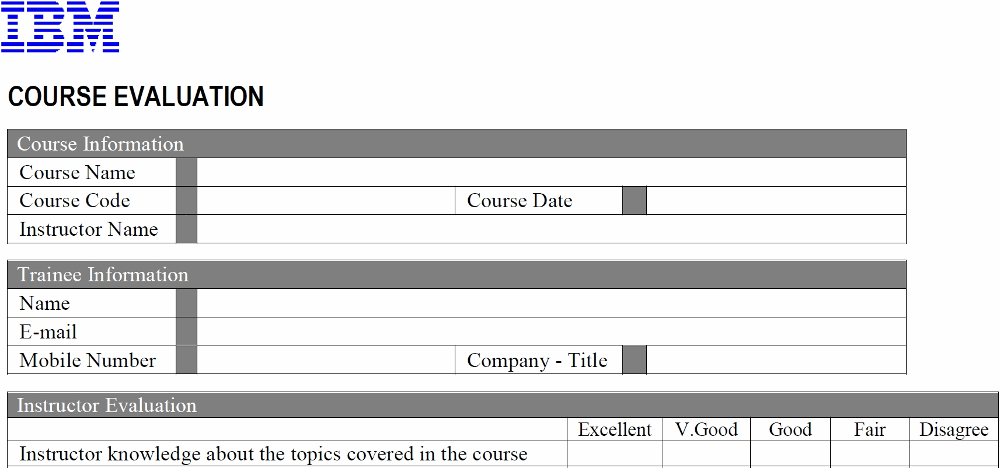 IBM
COURSE EVALUATION
Course Information
Course Name
Course Code Course Date
Instructor Name
Trainee Information
Name
E-mail
Mobile Number Company - Title
Instructor Evaluation
Excellent V.Good Good Fair Disagree
Instructor knowledge about the topics covered in the course